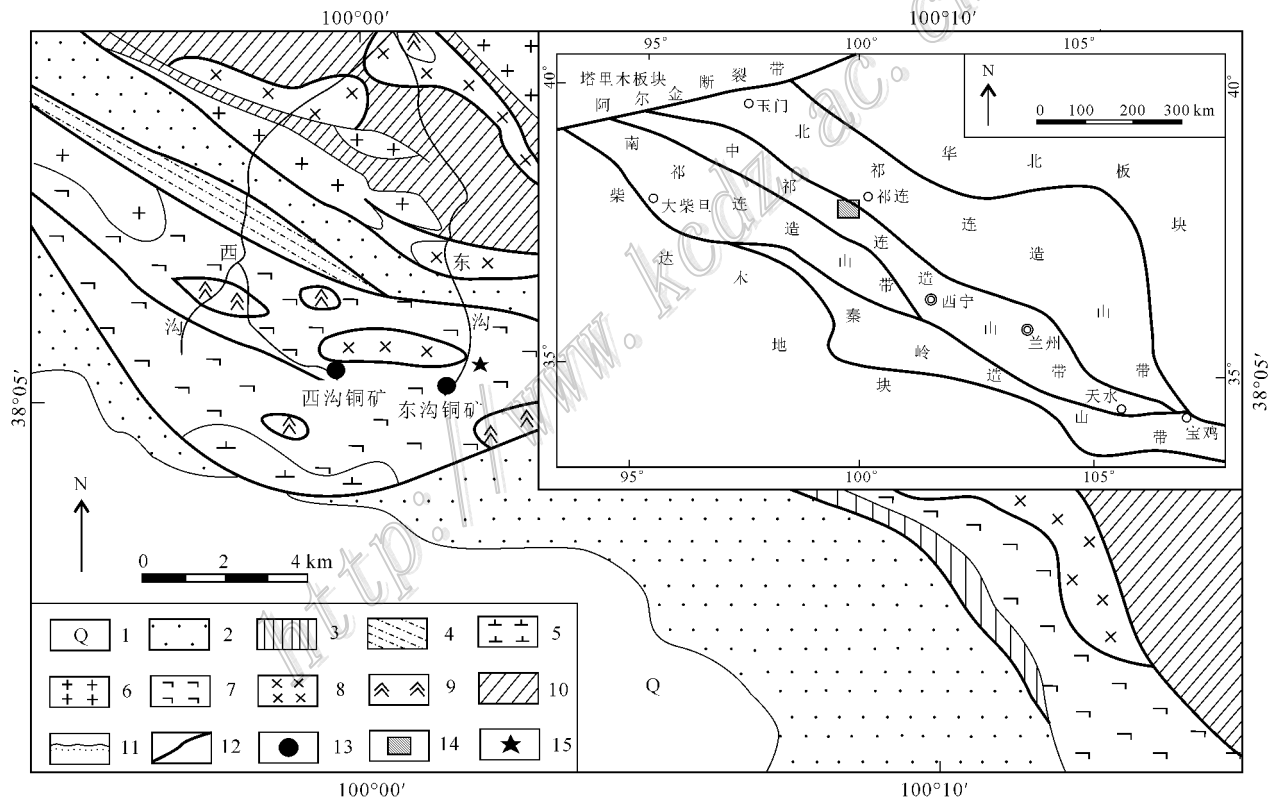 100°00′
100°10′
95°
100°
105°
40°
40°
塔里木板块
阿尔金断裂带
N
0 100 200 300 km
玉门
北祁连造山带
华北板块
中祁连造山带
南祁连造山带
祁连
大柴旦
柴达木地块
西宁
兰州
秦岭造山带
天水
宝鸡
35°
35°
95°
100°
105°
西沟
东沟
西沟铜矿
东沟铜矿
38°05′
38°05′
N
0 2 4 km
Q 1
2
3
4
5
6
7
8
9
10
11
12
13
14
15
Q
100°00′
100°10′
http://www.kcdz.ac.c